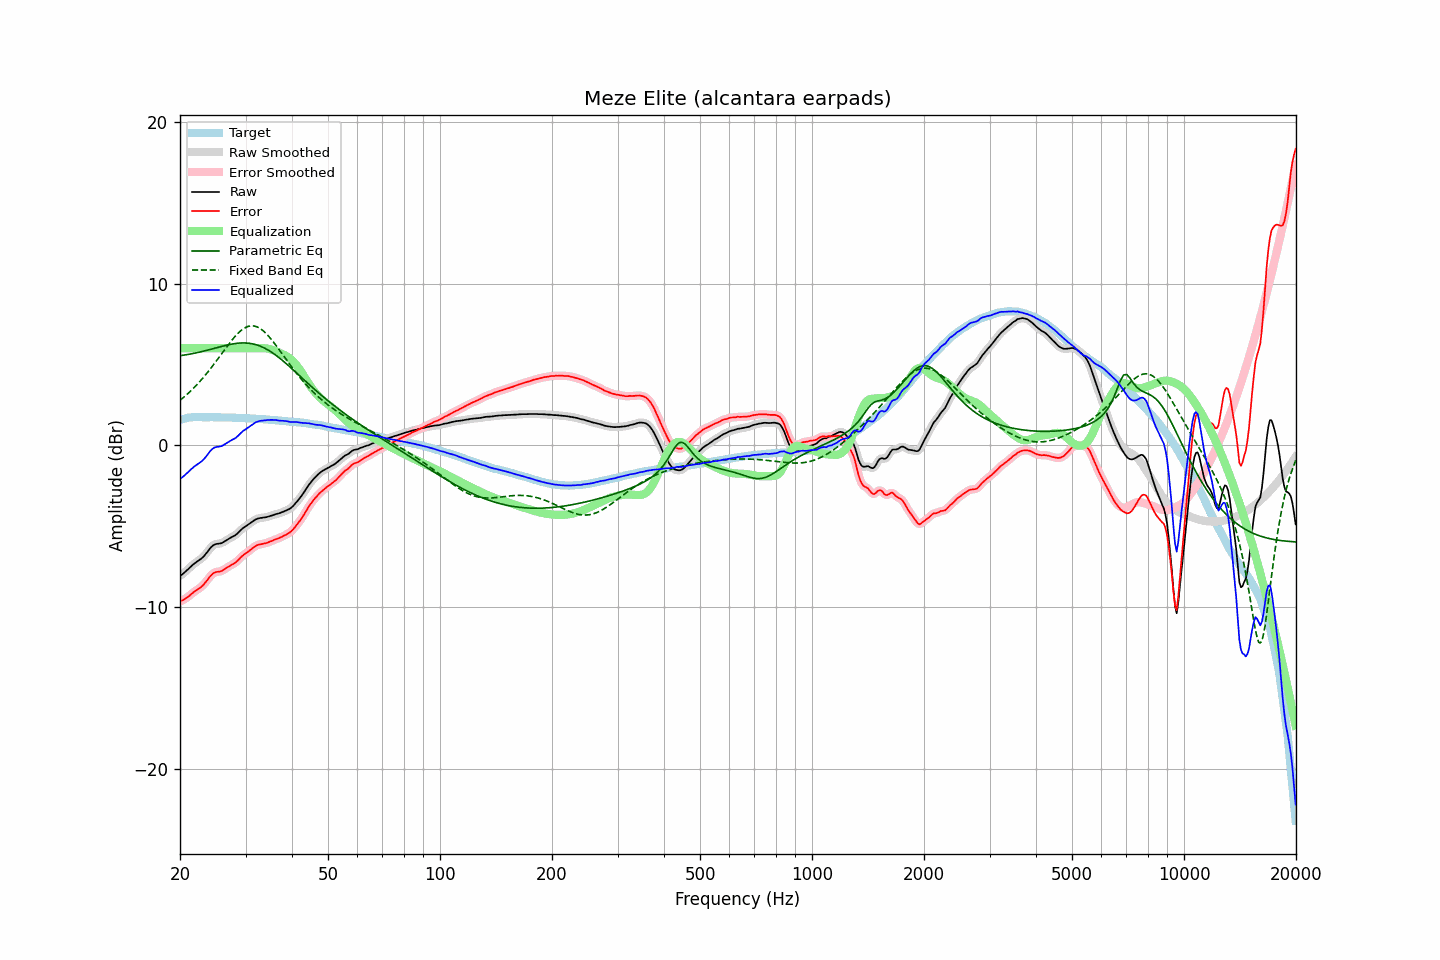 Meze Elite (alcantara earpads)
Target
Raw Smoothed
Error Smoothed
Raw
Error
Equalization
Parametric Eq
Fixed Band Eq
Equalized
Amplitude (dBr)
20
10
0
−10
−20
20 50 100 200 500 1000 2000 5000 10000 20000
Frequency (Hz)